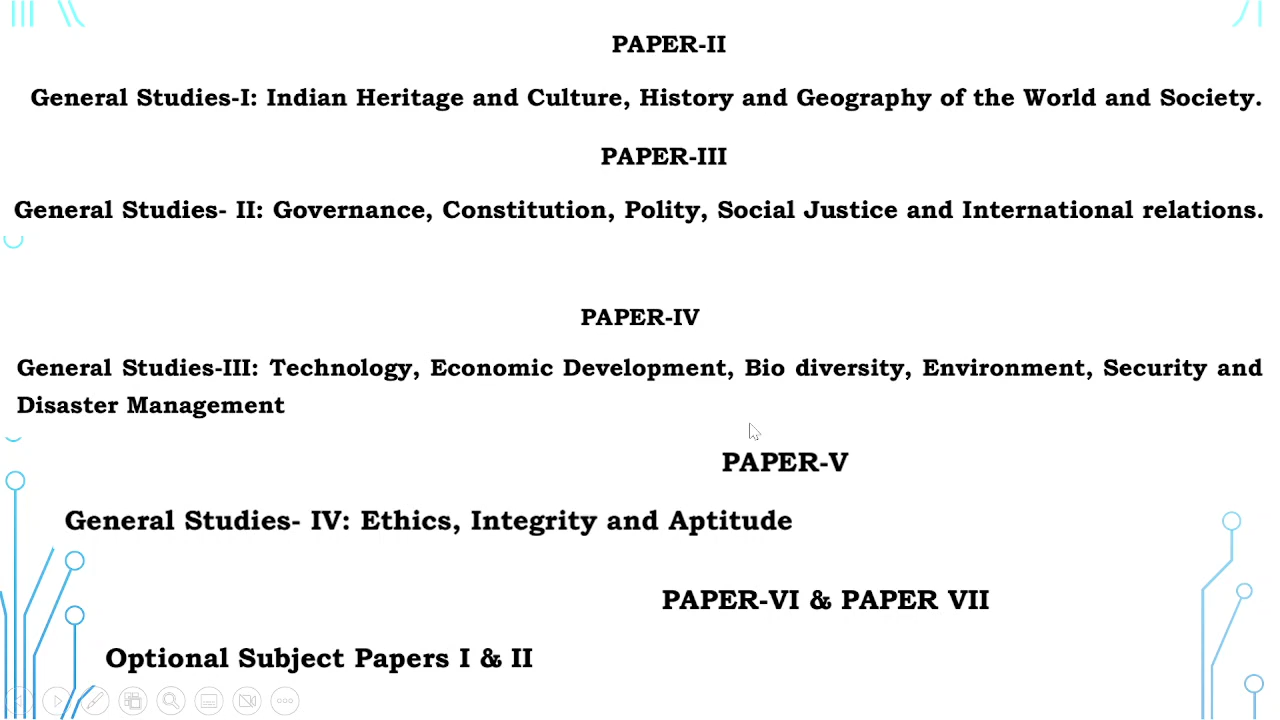 PAPER-II
General Studies-I: Indian Heritage and Culture, History and Geography of the World and Society.
PAPER-III
General Studies- II: Governance, Constitution, Polity, Social Justice and International relations.
PAPER-IV
General Studies-III: Technology, Economic Development, Bio diversity, Environment, Security and
Disaster Management
PAPER-V
General Studies- IV: Ethics, Integrity and Aptitude
PAPER-VI & PAPER VII
Optional Subject Papers I & II